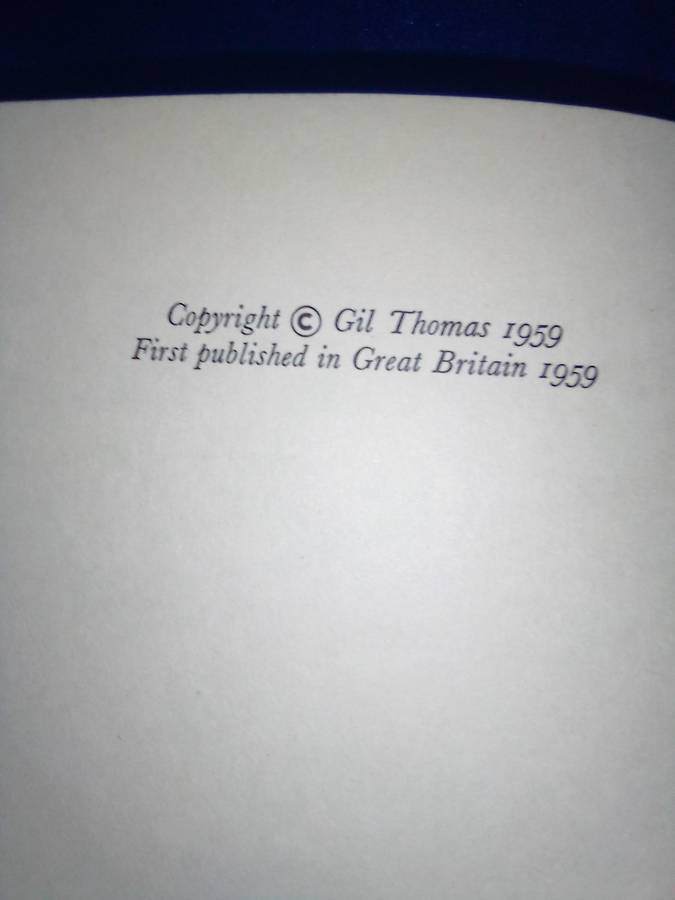 Copyright © Gil Thomas 1959
First published in Great Britain 1959